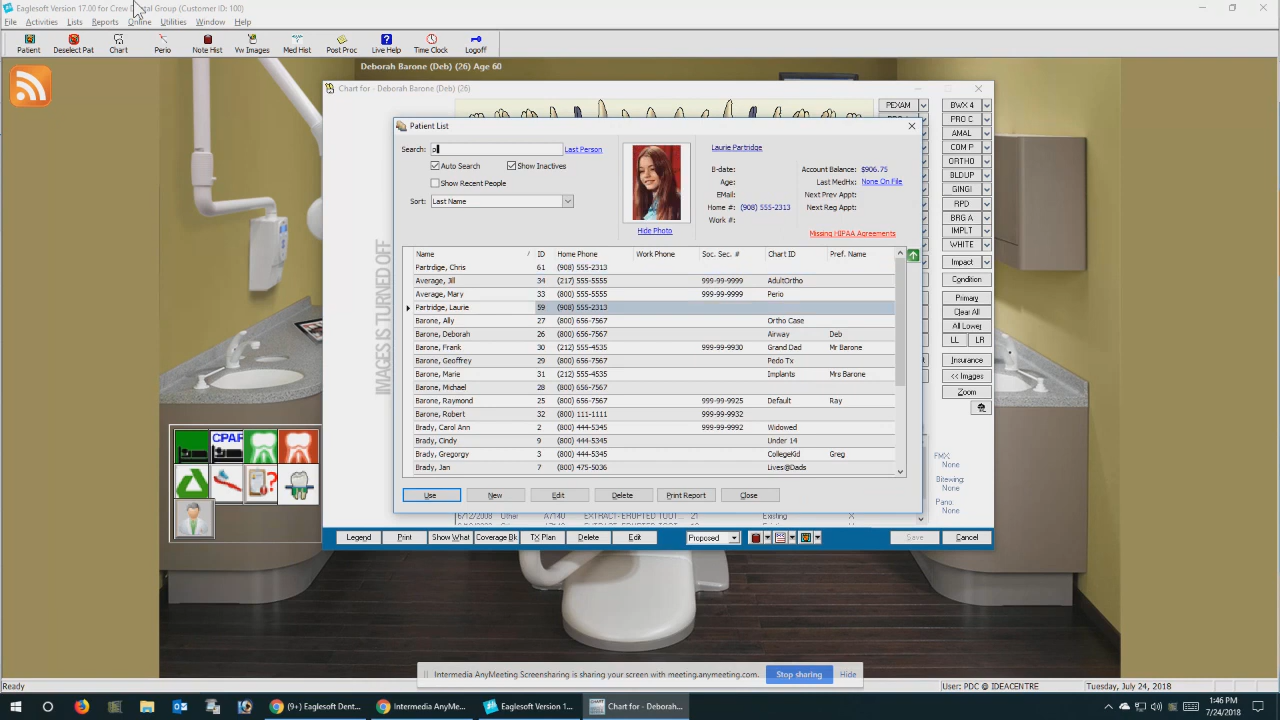 Eaglesoft Version 17.00 for Crew Dental Group (Customer ID: 100)
File Activities Lists Reports Online Utilities Window Help
Patient Deselect Pat Chart Perio Note Hist Vw Images Med Hist Post Proc Live Help Time Clock Logoff
Deborah Barone (Deb) (26) Age 60
Chart for - Deborah Barone (Deb) (26)
PEXAM BWX 4
PRO C
AMAL
COM P
ORTHO
BLDUP
GINGI
RPD
BRG A
IMPLT
WHITE
Impact
Condition
Primary
Clear All
All Lower
LL LR
Insurance
<< Images
Zoom
FMX:
None
Bitewing:
None
Pano:
None
IMAGES IS TURNED OFF
CPAP
Patient List
Search: p Last Person
Auto Search Show Inactives
Show Recent People
Sort: Last Name
Hide Photo
Laurie Partridge
B-date:
Age:
EMail:
Home #: (908) 555-2313
Work #:
Account Balance: $906.75
Last MedHx: None On File
Next Prev Appt:
Next Reg Appt:
Missing HIPAA Agreements
Name / ID Home Phone Work Phone Soc. Sec. # Chart ID Pref. Name
Partrdige, Chris 61 (908) 555-2313
Average, Jill 34 (217) 555-5555 999-99-9999 AdultOrtho
Average, Mary 33 (800) 555-5555 999-99-9999 Perio
Partridge, Laurie 59 (908) 555-2313
Barone, Ally 27 (800) 656-7567 Ortho Case
Barone, Deborah 26 (800) 656-7567 Airway Deb
Barone, Frank 30 (212) 555-4535 999-99-9930 Grand Dad Mr Barone
Barone, Geoffrey 29 (800) 656-7567 Pedo Tx
Barone, Marie 31 (212) 555-4535 Implants Mrs Barone
Barone, Michael 28 (800) 656-7567
Barone, Raymond 25 (800) 656-7567 999-99-9925 Default Ray
Barone, Robert 32 (800) 111-1111 999-99-9932
Brady, Carol Ann 2 (800) 444-5345 999-99-9992 Widowed
Brady, Cindy 9 (800) 444-5345 Under 14
Brady, Gregorgy 3 (800) 444-5345 CollegeKid Greg
Brady, Jan 7 (800) 475-5036 Lives@Dads
Use New Edit Delete Print Report Close
6/12/2008 Other A7140 EXTRACT - ERUPTED TOOT... 21 Existing X
Legend Print Show What Coverage Bk TX Plan Delete Edit Proposed Save Cancel
Intermedia AnyMeeting Screensharing is sharing your screen with meeting.anymeeting.com. Stop sharing Hide
Ready User: PDC @ IDEACENTRE Tuesday, July 24, 2018
(9+) Eaglesoft Dent... Intermedia AnyMe... Eaglesoft Version 1... Chart for - Deborah...
1:46 PM
7/24/2018